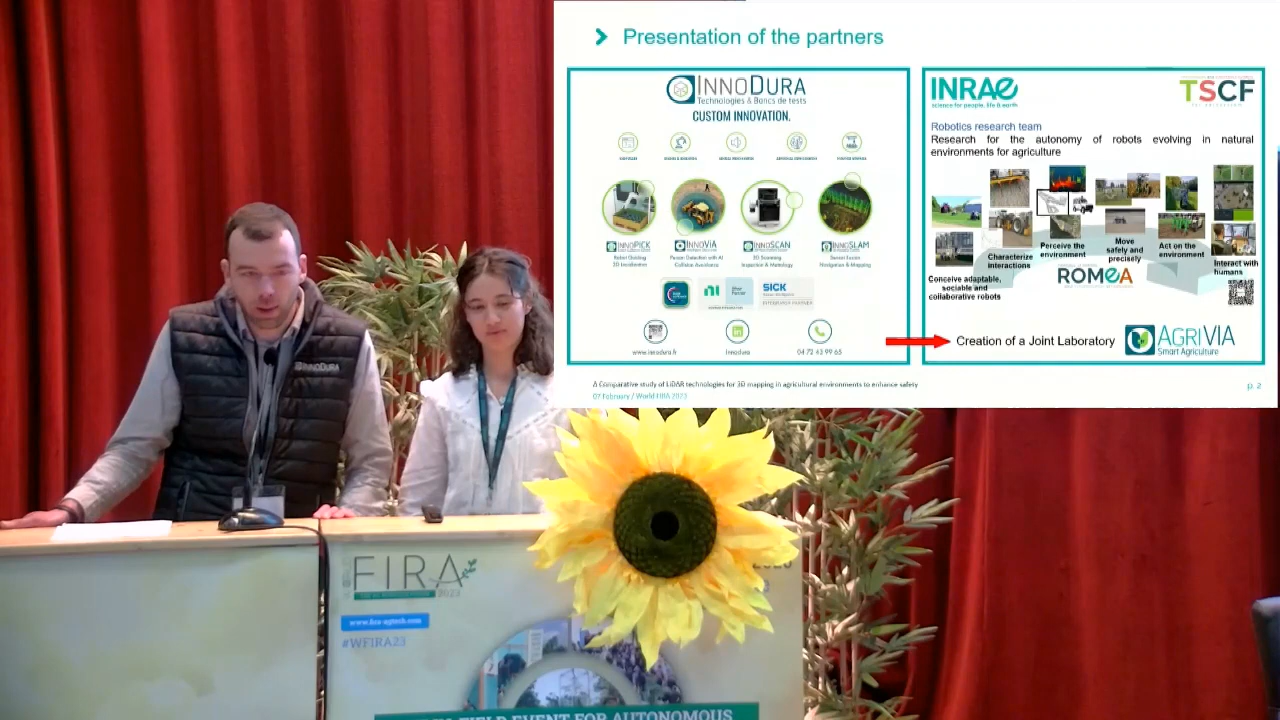 Presentation of the partners
INNODURA
Technologies & Bancs de tests
CUSTOM INNOVATION.
INNOPICK
INNOVIA
INNOSCAN
INNOSLAM
Robot Guiding
2D Localization
Person Detection with AI
Collision Avoidance
3D Scanning
Inspection & Metrology
Sensor Fusion
Navigation & Mapping
SICK
www.innodura.fr
Innodura
04 72 43 99 65
INRAE
science for people, life & earth
TSCF
Robotics research team
Research for the autonomy of robots evolving in natural
environments for agriculture
Conceive adaptable,
sociable and
collaborative robots
Characterize
interactions
Perceive the
environment
Move
safely and
precisely
Act on the
environment
Interact with
humans
ROMEA
Creation of a Joint Laboratory
AGRIVIA
Smart Agriculture
A Comparative study of LiDAR technologies for 3D mapping in agricultural environments to enhance safety
07 February / World FIRA 2023
p. 2
INNODURA
FIRA
2023
www.fira-agtech.com
#WFIRA23
FIELD EVENT FOR AUTONOMOUS